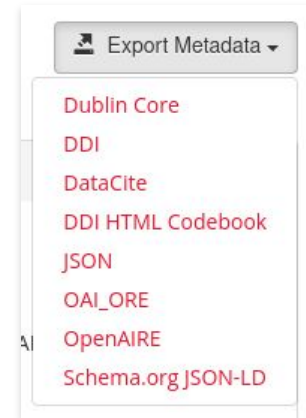 Export Metadata
Dublin Core
DDI
DataCite
DDI HTML Codebook
JSON
OAI_ORE
OpenAIRE
Schema.org JSON-LD